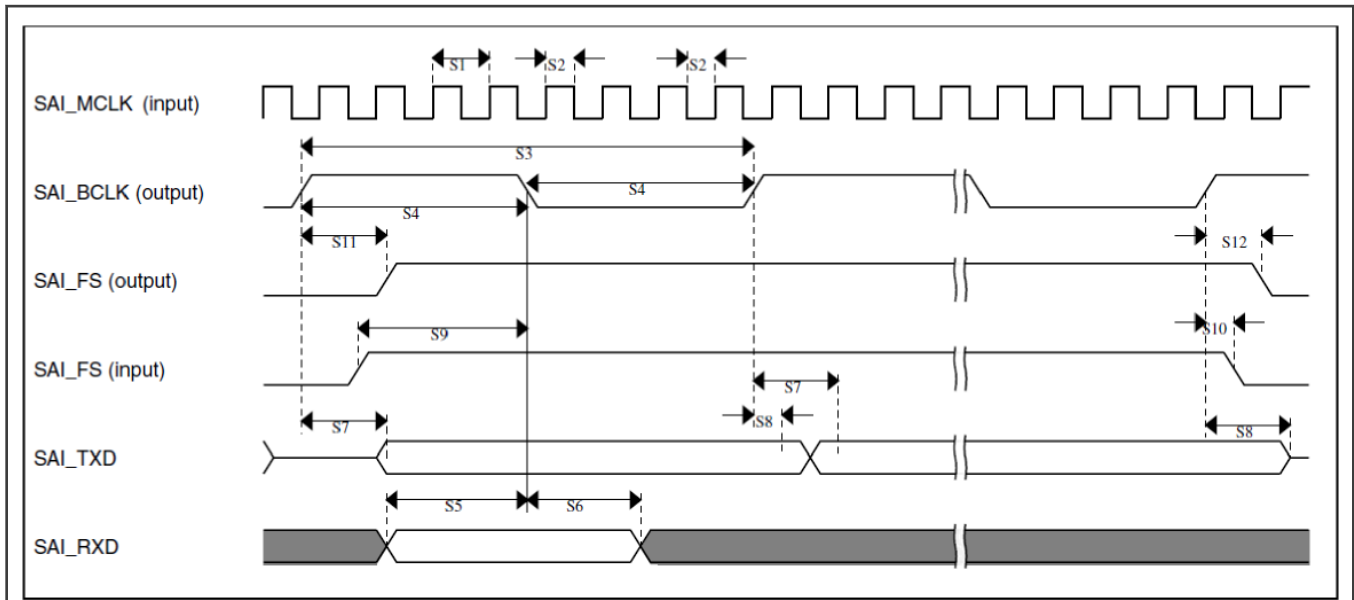 S1 S2 S2
SAI_MCLK (input)
S3
SAI_BCLK (output)
S4
S4
S11 S12
SAI_FS (output)
S9 S10
SAI_FS (input)
S7
S7 S8 S8
SAI_TXD
S5 S6
SAI_RXD